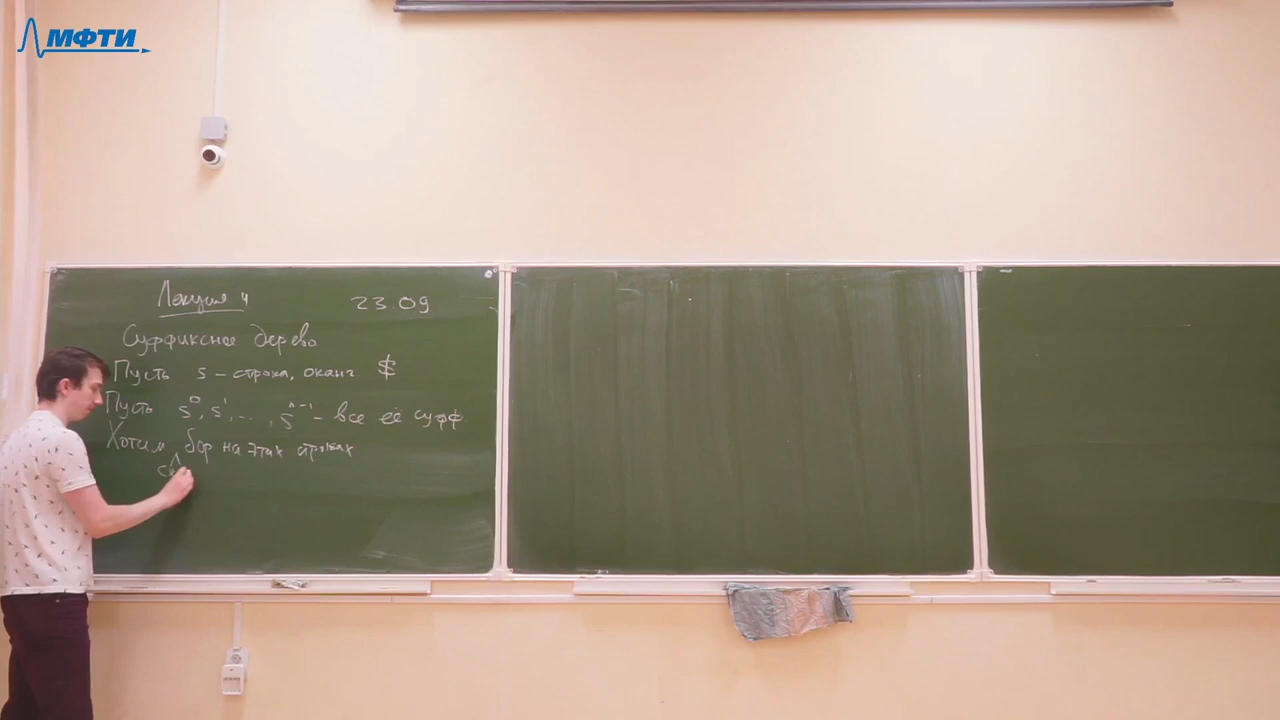 МФТИ
Лекция 4 23.09
Суффиксное дерево
Пусть s – строка, оканч $
Пусть s⁰, s¹, ..., sⁿ⁻¹ – все её суфф
Хотим бор на этих строках